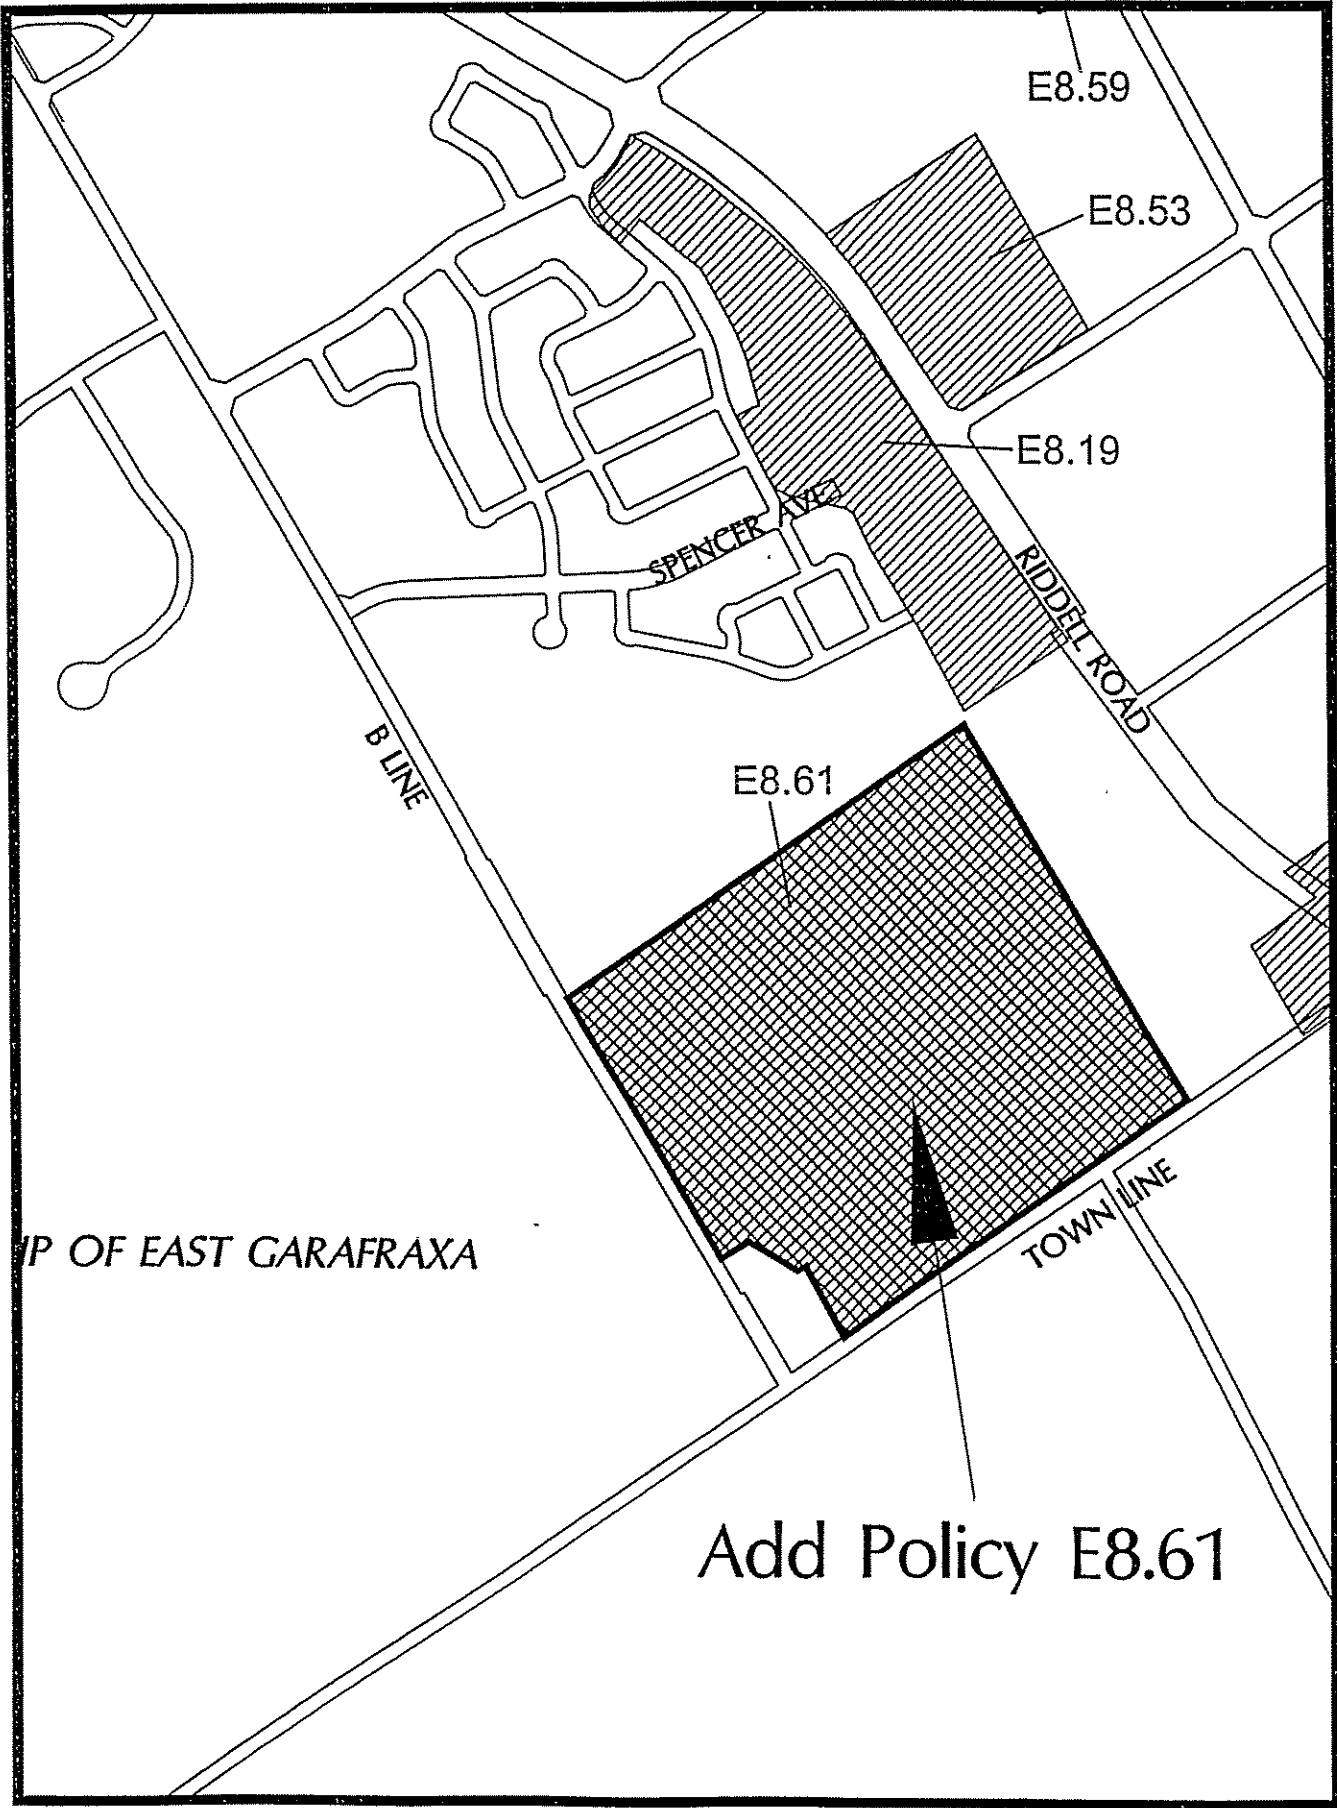 E8.59
E8.53
E8.19
SPENCER AVE
RIDDELL ROAD
B LINE
E8.61
TOWN LINE
IP OF EAST GARAFRAXA
Add Policy E8.61